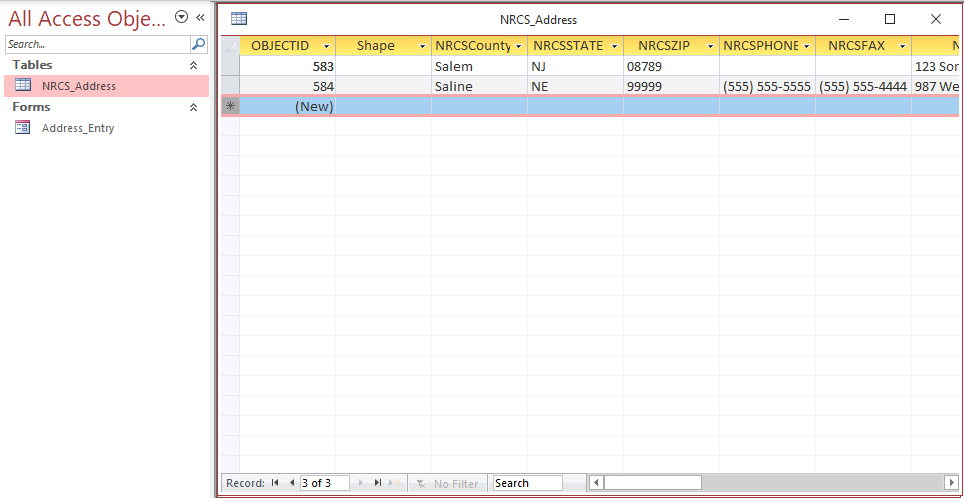 All Access Obje...
Search...
Tables
NRCS_Address
Forms
Address_Entry
NRCS_Address
OBJECTID Shape NRCSCounty NRCSSTATE NRCSZIP NRCSPHONE NRCSFAX N
583 Salem NJ 08789 123 Sor
584 Saline NE 99999 (555) 555-5555 (555) 555-4444 987 We
(New)
Record: 3 of 3 No Filter Search